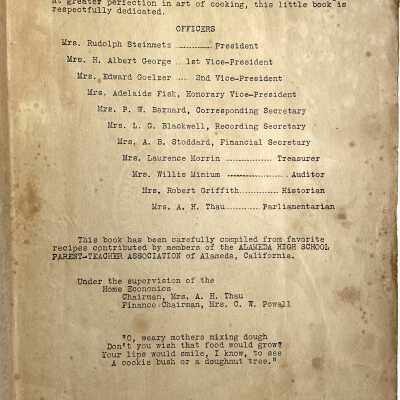 at greater perfection in art of cooking, this little book is
respectfully dedicated.
OFFICERS
Mrs. Rudolph Steinmetz ............ President
Mrs. H. Albert George ... 1st Vice-President
Mrs. Edward Goelzer ... 2nd Vice-President
Mrs. Adelaide Fisk, Honorary Vice-President
Mrs. P. W. Barnard, Corresponding Secretary
Mrs. L. G. Blackwell, Recording Secretary
Mrs. A. B. Stoddard, Financial Secretary
Mrs. Laurence Morrin ............... Treasurer
Mrs. Willis Minium ............... Auditor
Mrs. Robert Griffith ............ Historian
Mrs. A. H. Thau ............ Parliamentarian
This book has been carefully compiled from favorite
recipes contributed by members of the ALAMEDA HIGH SCHOOL
PARENT-TEACHER ASSOCIATION of Alameda, California.
Under the supervision of the
Home Economics
Chairman, Mrs. A. H. Thau
Finance Chairman, Mrs. C. W. Powell
"O, weary mothers mixing dough
Don't you wish that food would grow?
Your lips would smile, I know, to see
A cookie bush or a doughnut tree."